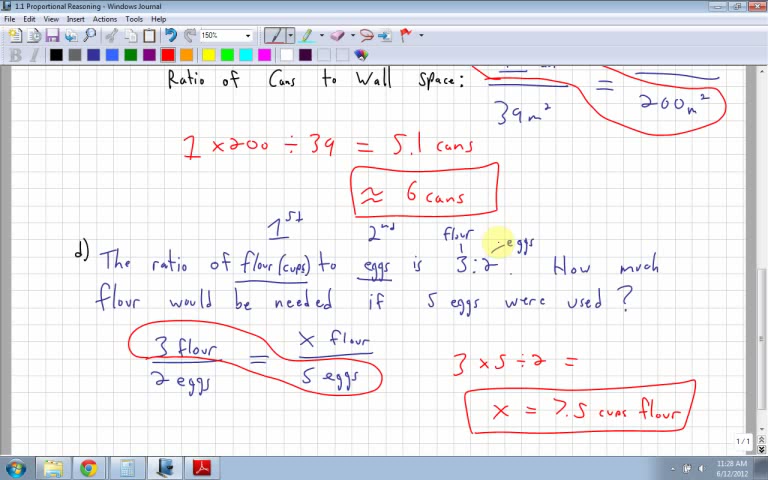 1.1 Proportional Reasoning - Windows Journal
File Edit View Insert Actions Tools Help
150%
B I
Ratio of Cans to Wall Space:
39m² = 200m²
1 × 200 ÷ 39 = 5.1 cans
≈ 6 cans
1st 2nd flour eggs
d) The ratio of flour (cups) to eggs is 3:2. How much
flour would be needed if 5 eggs were used?
3 flour = x flour
2 eggs 5 eggs
3 × 5 ÷ 2 =
x = 7.5 cups flour
1 / 1
11:28 AM
6/12/2012